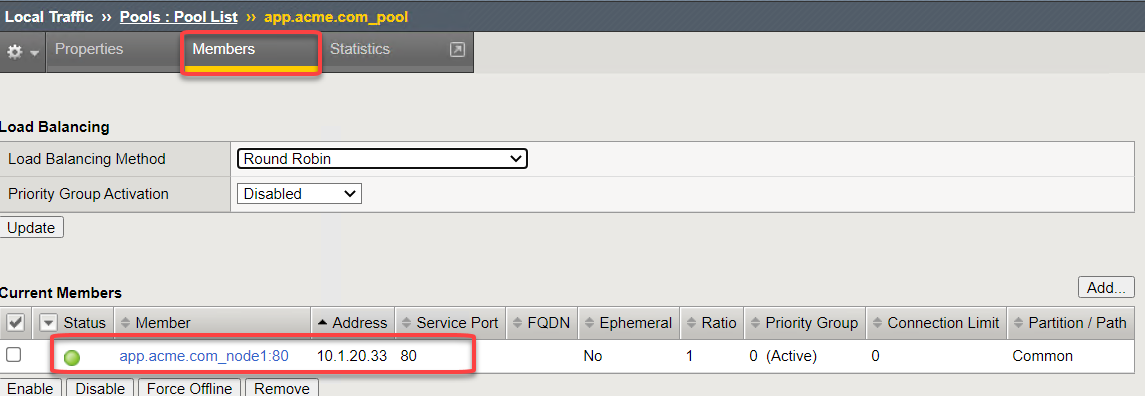 Local Traffic ›› Pools : Pool List ›› app.acme.com_pool
Properties Members Statistics
Load Balancing
Load Balancing Method Round Robin
Priority Group Activation Disabled
Update
Add...
Current Members
Status Member Address Service Port FQDN Ephemeral Ratio Priority Group Connection Limit Partition / Path
app.acme.com_node1:80 10.1.20.33 80 No 1 0 (Active) 0 Common
Enable Disable Force Offline Remove